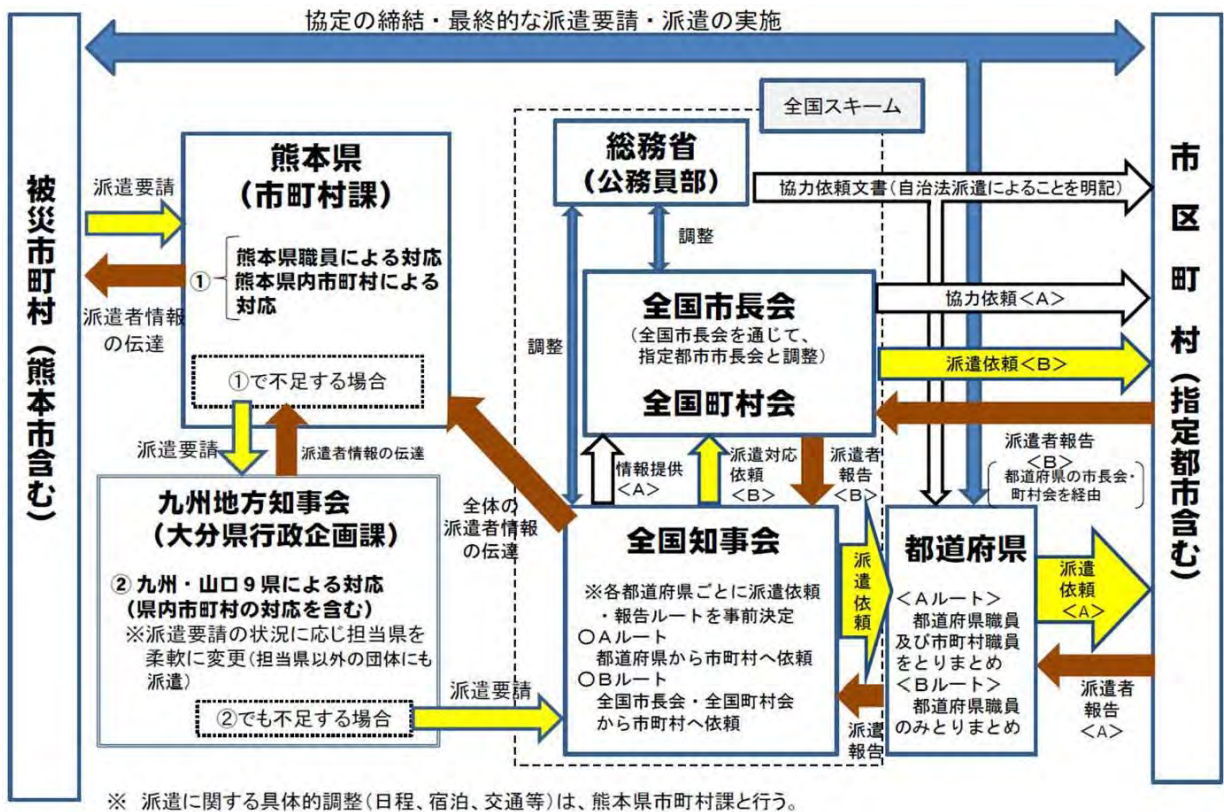 協定の締結・最終的な派遣要請・派遣の実施
全国スキーム
被災市町村（熊本市含む）
派遣要請
派遣者情報
の伝達
熊本県
（市町村課）
①
熊本県職員による対応
熊本県内市町村による
対応
①で不足する場合
派遣要請
派遣者情報の伝達
九州地方知事会
（大分県行政企画課）
② 九州・山口９県による対応
（県内市町村の対応を含む）
※派遣要請の状況に応じ担当県を
柔軟に変更（担当県以外の団体にも
派遣）
②でも不足する場合
派遣要請
全体の
派遣者情報
の伝達
総務省
（公務員部）
調整
調整
協力依頼文書（自治法派遣によることを明記）
全国市長会
（全国市長会を通じて、
指定都市市長会と調整）
全国町村会
協力依頼＜Ａ＞
派遣依頼＜Ｂ＞
派遣者報告
＜Ｂ＞
都道府県の市長会・
町村会を経由
情報提供
＜Ａ＞
派遣対応
依頼
＜Ｂ＞
派遣者
報告
＜Ｂ＞
全国知事会
※各都道府県ごとに派遣依頼
・報告ルートを事前決定
○Ａルート
都道府県から市町村へ依頼
○Ｂルート
全国市長会・全国町村会
から市町村へ依頼
派遣依頼
派遣
報告
都道府県
＜Ａルート＞
都道府県職員
及び市町村職員
をとりまとめ
＜Ｂルート＞
都道府県職員
のみとりまとめ
派遣
依頼
＜Ａ＞
派遣者
報告
＜Ａ＞
市区町村（指定都市含む）
※ 派遣に関する具体的調整（日程、宿泊、交通等）は、熊本県市町村課と行う。